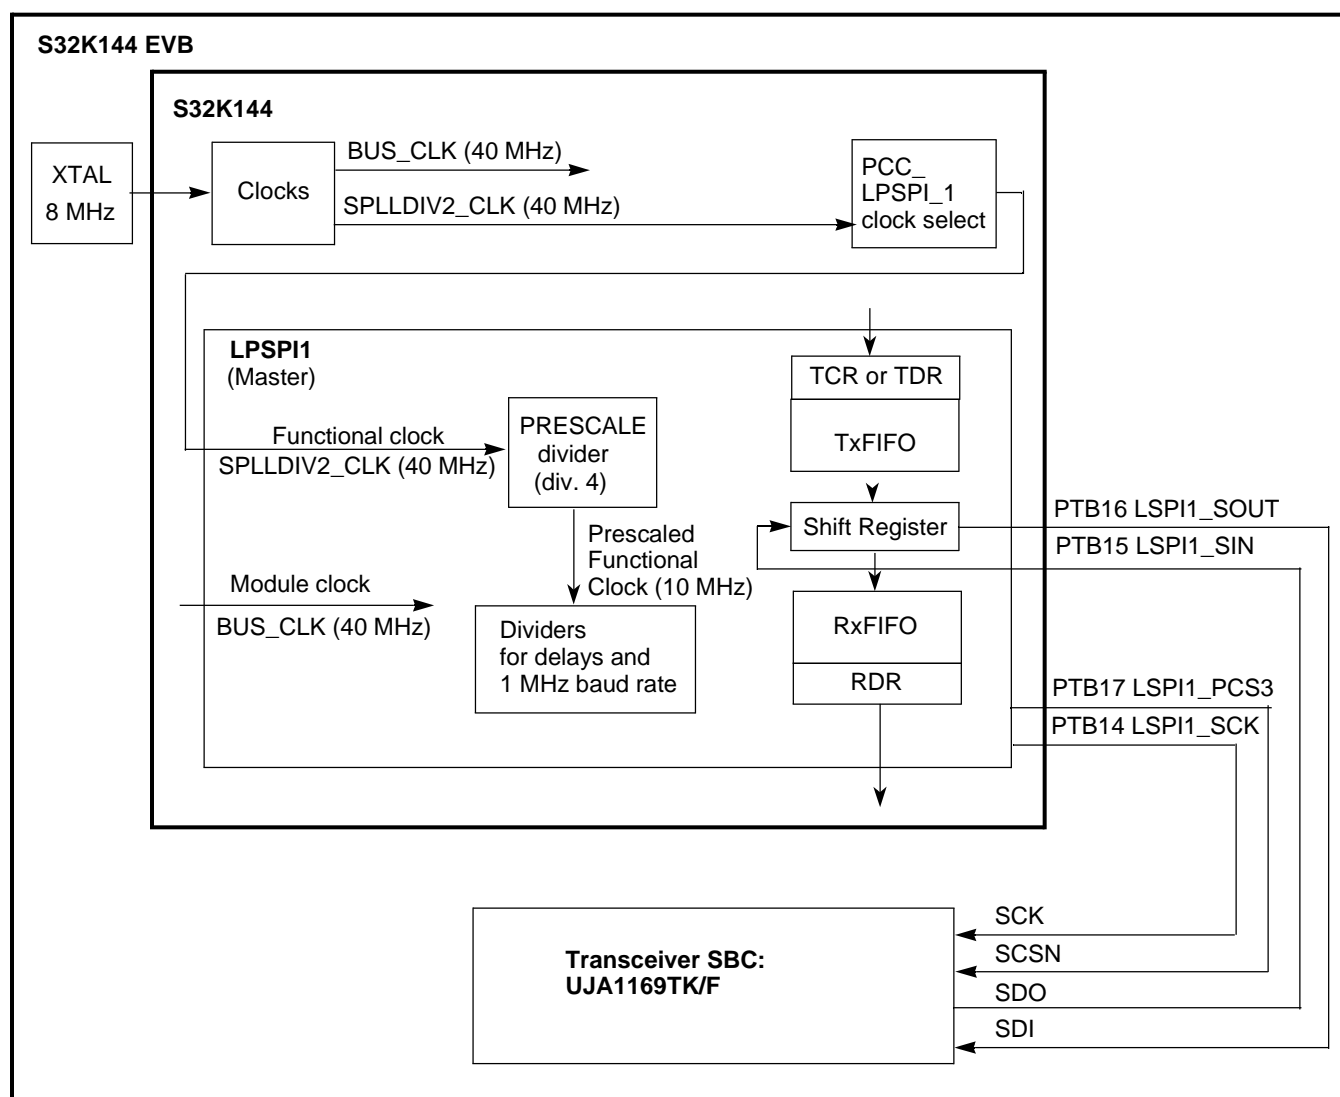 S32K144 EVB
S32K144
XTAL
8 MHz
Clocks
BUS_CLK (40 MHz)
SPLLDIV2_CLK (40 MHz)
PCC_
LPSPI_1
clock select
LPSPI1
(Master)
Functional clock
SPLLDIV2_CLK (40 MHz)
PRESCALE
divider
(div. 4)
Prescaled
Functional
Clock (10 MHz)
Module clock
BUS_CLK (40 MHz)
Dividers
for delays and
1 MHz baud rate
TCR or TDR
TxFIFO
Shift Register
RxFIFO
RDR
PTB16 LSPI1_SOUT
PTB15 LSPI1_SIN
PTB17 LSPI1_PCS3
PTB14 LSPI1_SCK
Transceiver SBC:
UJA1169TK/F
SCK
SCSN
SDO
SDI